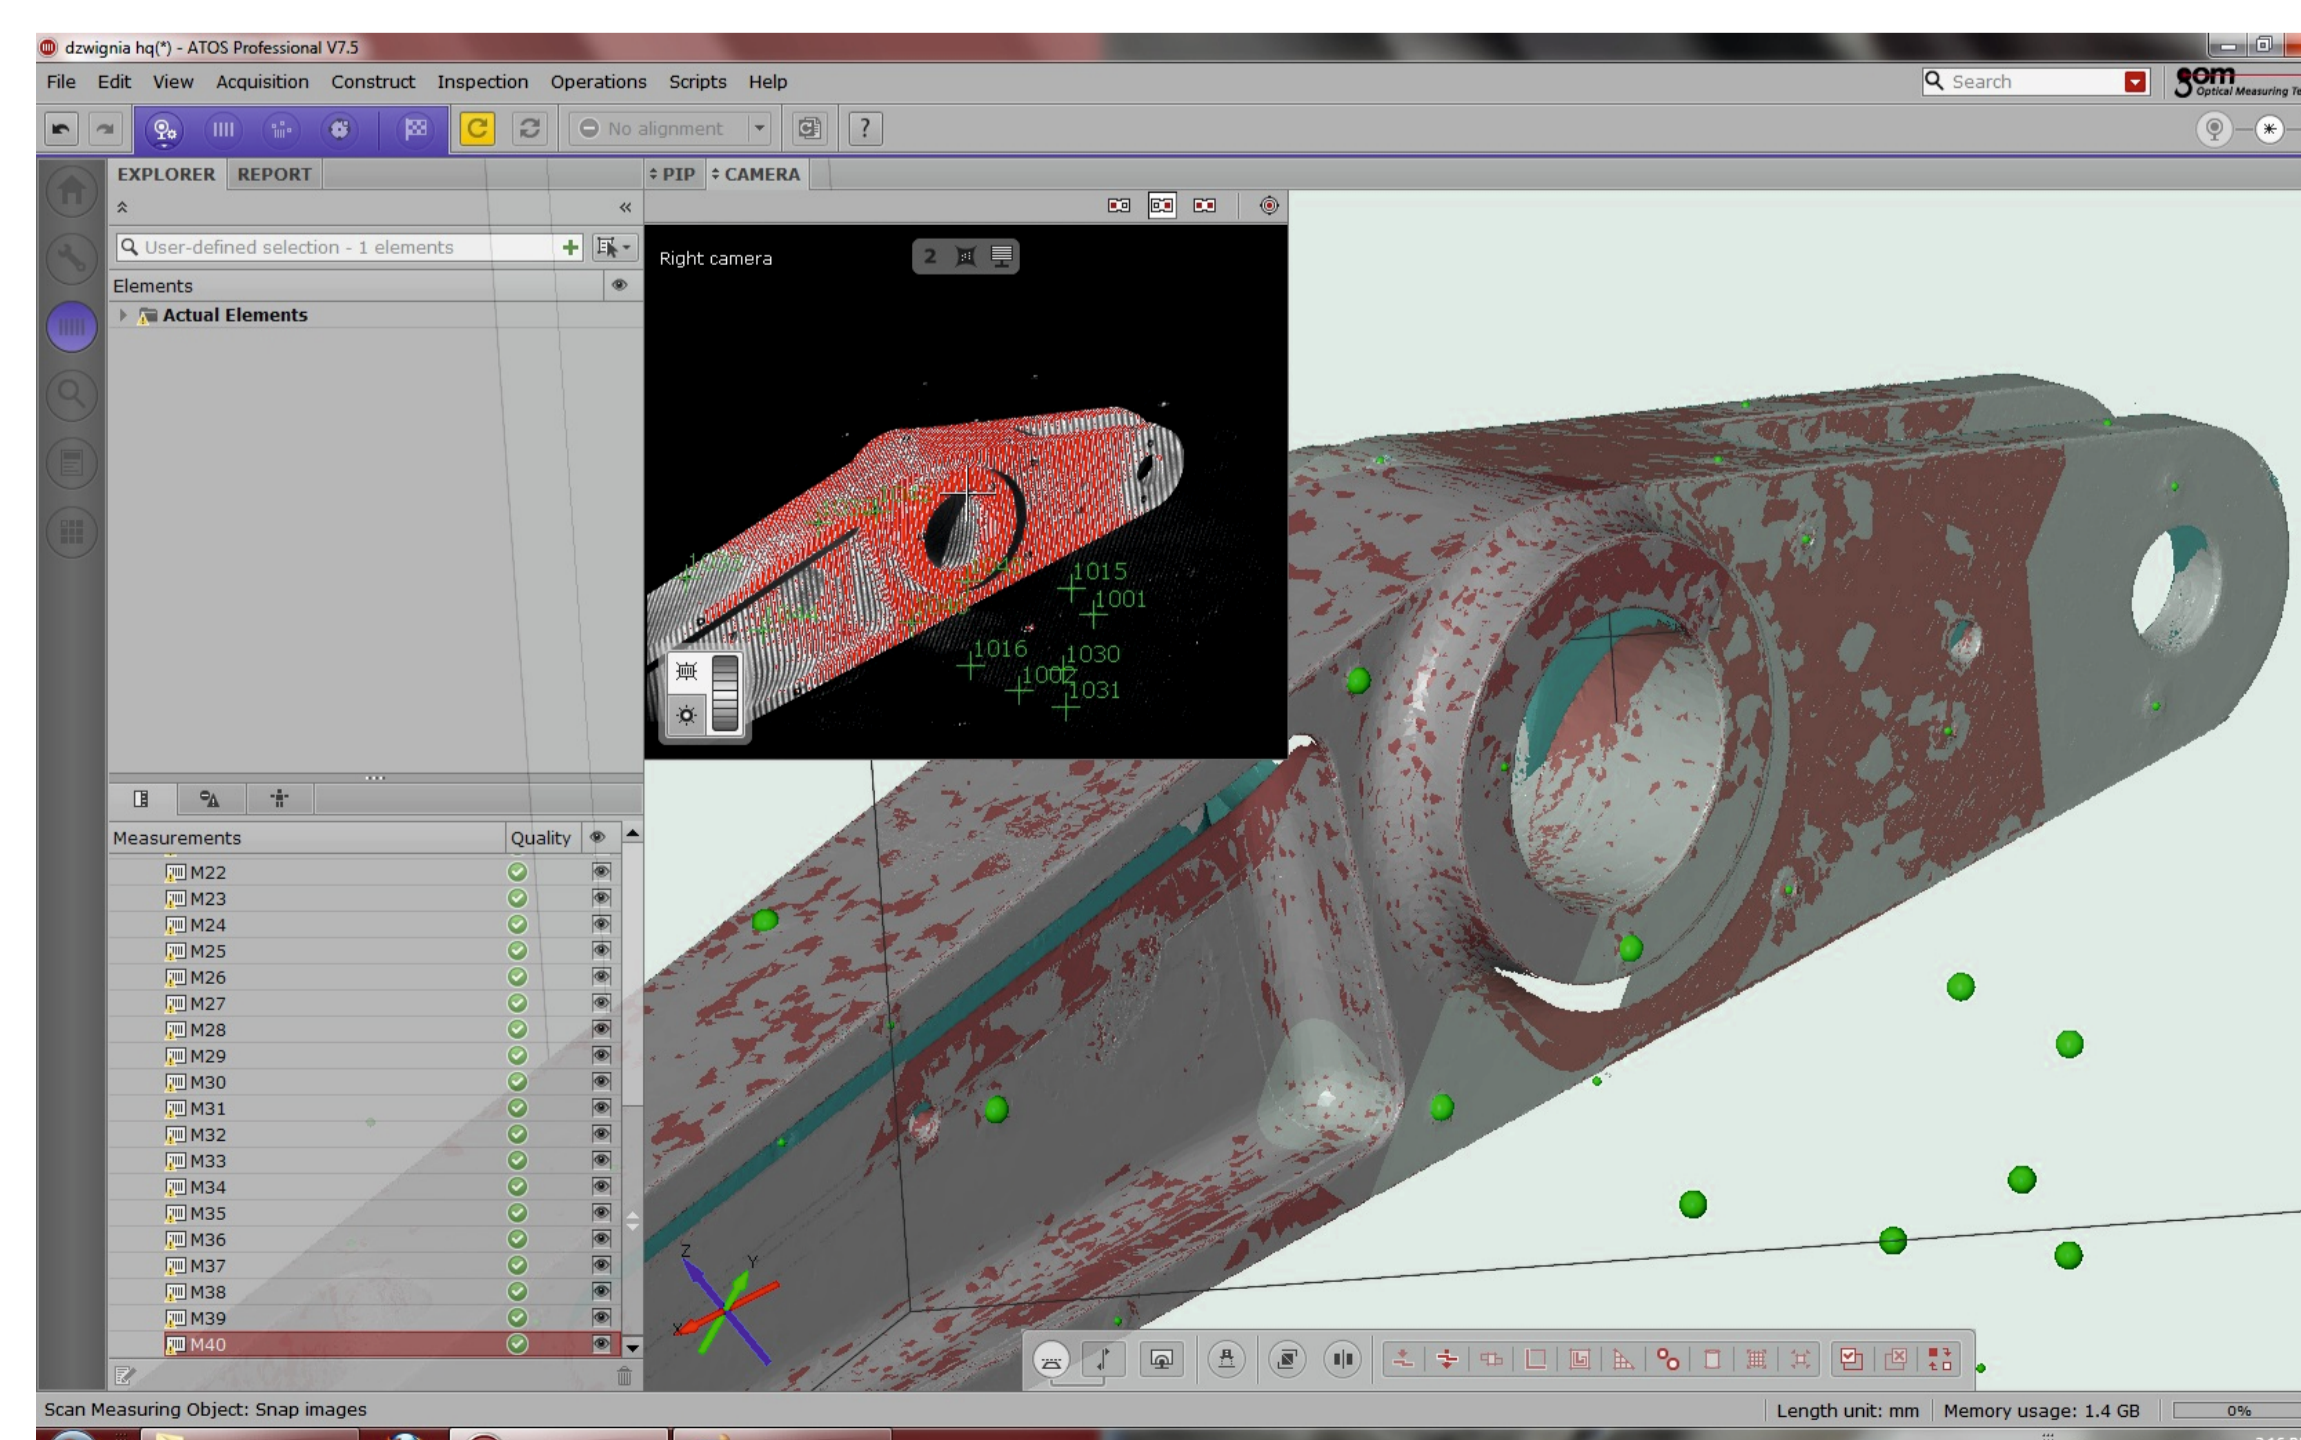 dzwignia hq(*) - ATOS Professional V7.5
File Edit View Acquisition Construct Inspection Operations Scripts Help
Search
gom
Optical Measuring Te
No alignment
?
EXPLORER REPORT
PIP CAMERA
User-defined selection - 1 elements
Elements
Actual Elements
Right camera
2
1015
1001
1016
1030
1002
1031
Measurements Quality
M22
M23
M24
M25
M26
M27
M28
M29
M30
M31
M32
M33
M34
M35
M36
M37
M38
M39
M40
Z
Y
X
Scan Measuring Object: Snap images
Length unit: mm Memory usage: 1.4 GB 0%